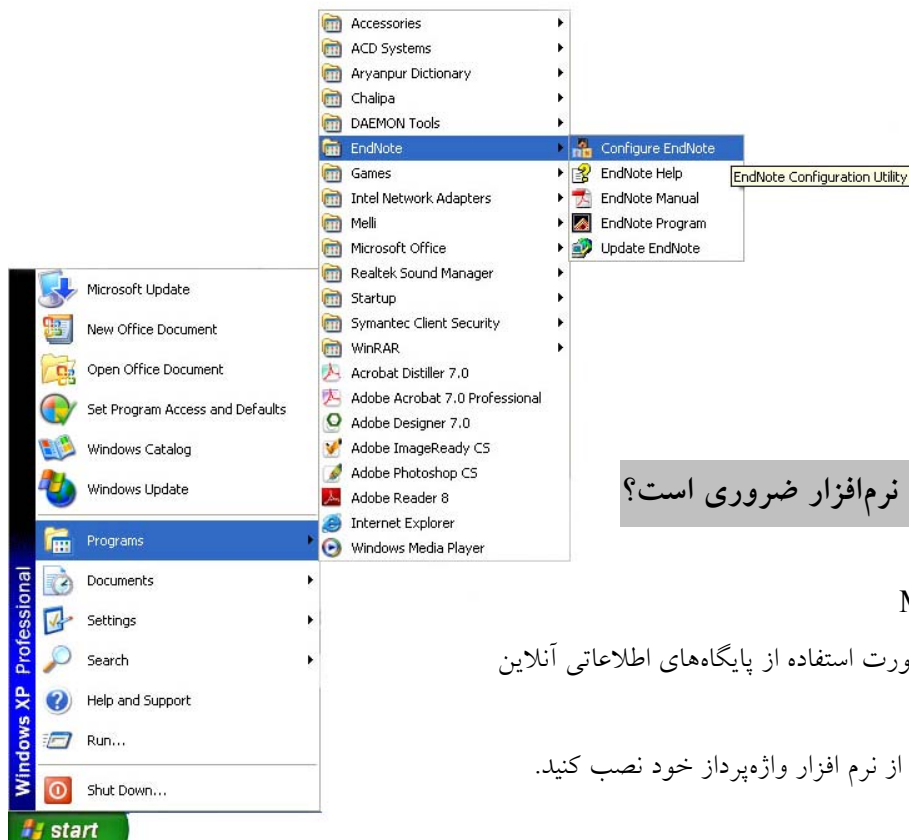 Accessories
ACD Systems
Aryanpur Dictionary
Chalipa
DAEMON Tools
EndNote
Games
Intel Network Adapters
Melli
Microsoft Office
Realtek Sound Manager
Startup
Symantec Client Security
WinRAR
Acrobat Distiller 7.0
Adobe Acrobat 7.0 Professional
Adobe Designer 7.0
Adobe ImageReady CS
Adobe Photoshop CS
Adobe Reader 8
Internet Explorer
Windows Media Player
Configure EndNote
EndNote Help
EndNote Manual
EndNote Program
Update EndNote
EndNote Configuration Utility
Microsoft Update
New Office Document
Open Office Document
Set Program Access and Defaults
Windows Catalog
Windows Update
Programs
Documents
Settings
Search
Help and Support
Run...
Shut Down...
Windows XP Professional
start
نرم‌افزار ضروری است؟
استفاده از پایگاه‌های اطلاعاتی آنلاین
از نرم افزار واژه‌پرداز خود نصب کنید.